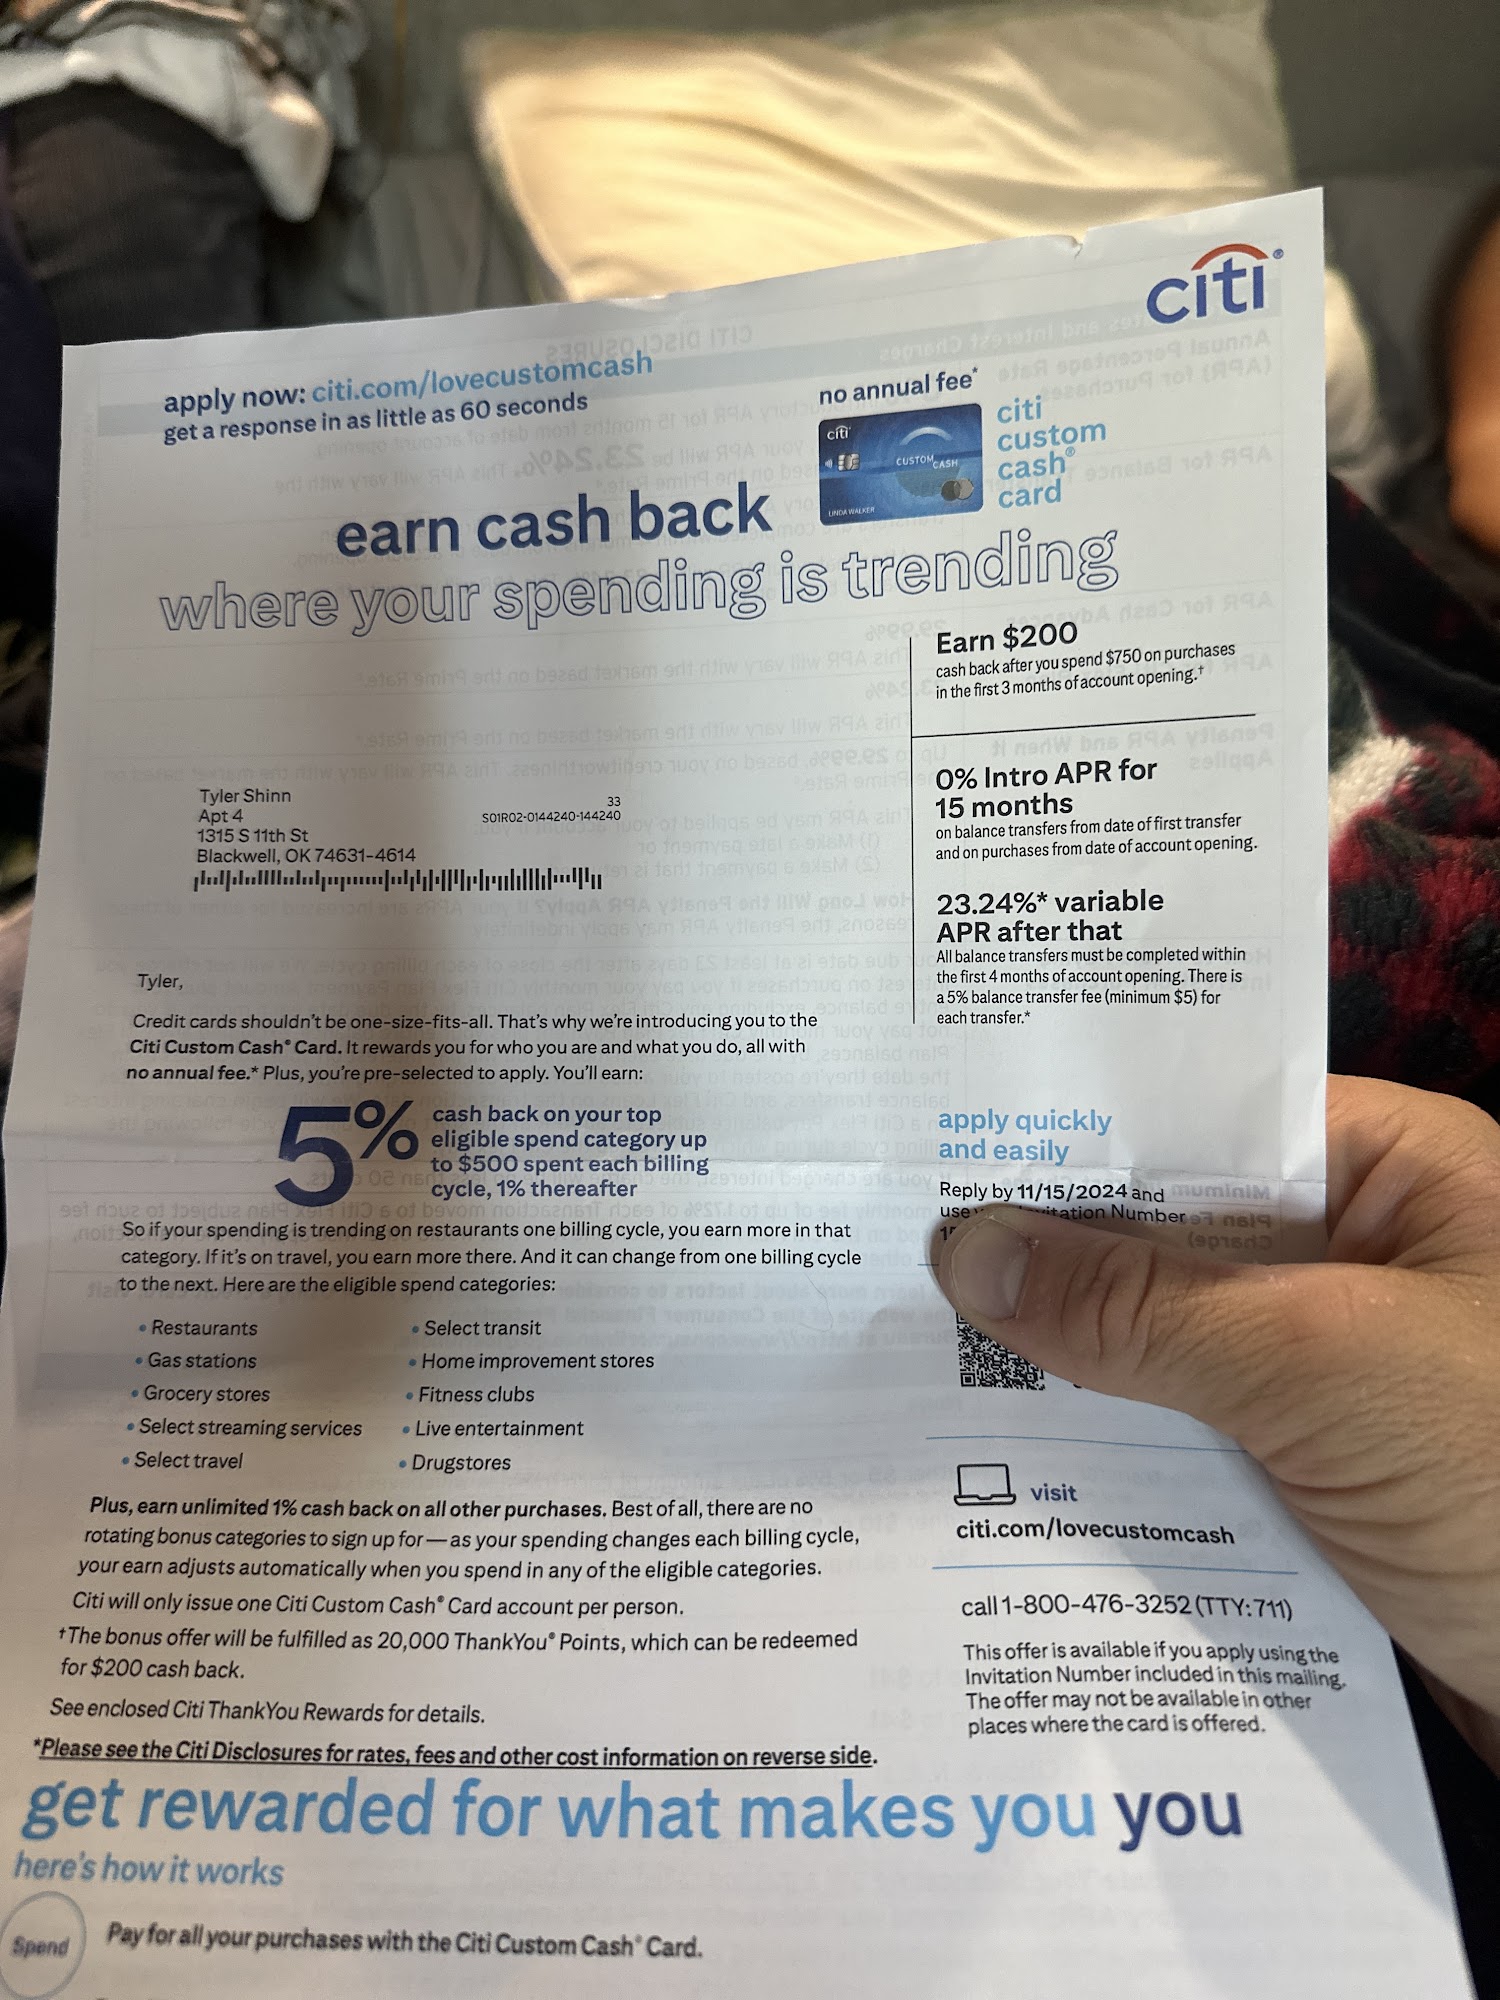 citi®
apply now: citi.com/lovecustomcash
get a response in as little as 60 seconds
no annual fee*
citi
CUSTOM CASH
LINDA WALKER
citi
custom
cash®
card
earn cash back
where your spending is trending
Earn $200
cash back after you spend $750 on purchases
in the first 3 months of account opening.†
0% Intro APR for
15 months
on balance transfers from date of first transfer
and on purchases from date of account opening.
23.24%* variable
APR after that
All balance transfers must be completed within
the first 4 months of account opening. There is
a 5% balance transfer fee (minimum $5) for
each transfer.*
Tyler Shinn
Apt 4
1315 S 11th St
Blackwell, OK 74631-4614
33
S01R02-0144240-144240
Tyler,
Credit cards shouldn't be one-size-fits-all. That's why we're introducing you to the
Citi Custom Cash® Card. It rewards you for who you are and what you do, all with
no annual fee.* Plus, you're pre-selected to apply. You'll earn:
5%
cash back on your top
eligible spend category up
to $500 spent each billing
cycle, 1% thereafter
So if your spending is trending on restaurants one billing cycle, you earn more in that
category. If it's on travel, you earn more there. And it can change from one billing cycle
to the next. Here are the eligible spend categories:
• Restaurants
• Gas stations
• Grocery stores
• Select streaming services
• Select travel
• Select transit
• Home improvement stores
• Fitness clubs
• Live entertainment
• Drugstores
Plus, earn unlimited 1% cash back on all other purchases. Best of all, there are no
rotating bonus categories to sign up for—as your spending changes each billing cycle,
your earn adjusts automatically when you spend in any of the eligible categories.
Citi will only issue one Citi Custom Cash® Card account per person.
†The bonus offer will be fulfilled as 20,000 ThankYou® Points, which can be redeemed
for $200 cash back.
See enclosed Citi ThankYou Rewards for details.
*Please see the Citi Disclosures for rates, fees and other cost information on reverse side.
apply quickly
and easily
Reply by 11/15/2024 and
use Number
visit
citi.com/lovecustomcash
call 1-800-476-3252 (TTY: 711)
This offer is available if you apply using the
Invitation Number included in this mailing.
The offer may not be available in other
places where the card is offered.
get rewarded for what makes you you
here's how it works
Spend
Pay for all your purchases with the Citi Custom Cash® Card.